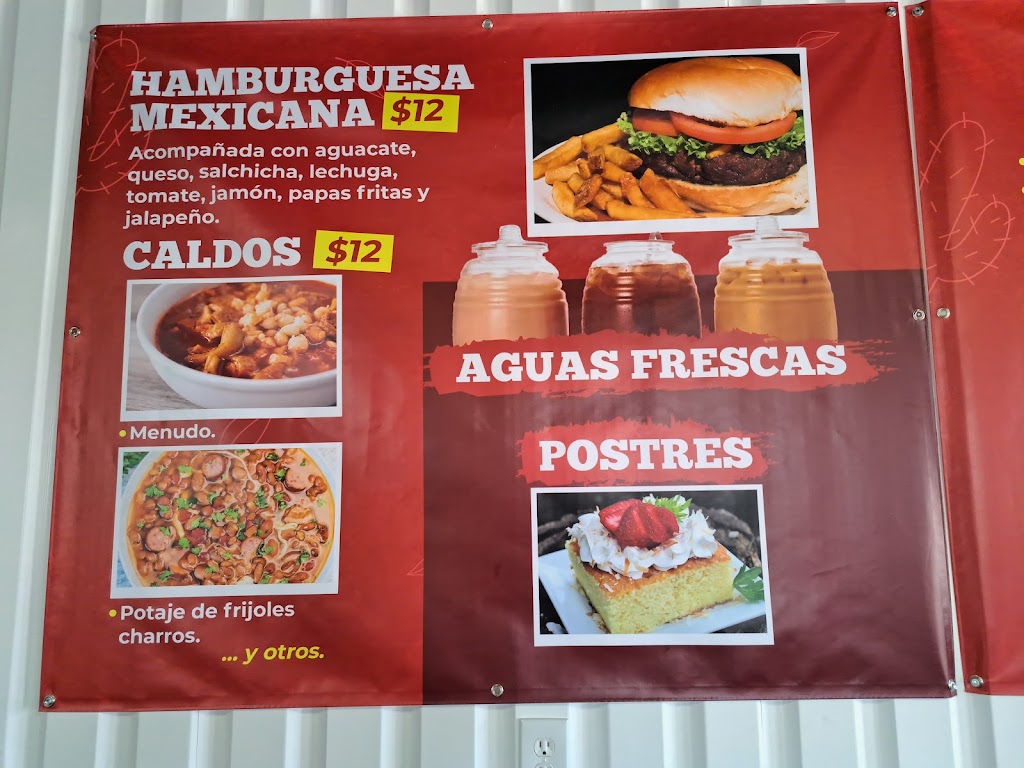 HAMBURGUESA
MEXICANA $12
Acompañada con aguacate,
queso, salchicha, lechuga,
tomate, jamón, papas fritas y
jalapeño.
CALDOS $12
• Menudo.
• Potaje de frijoles
charros.
... y otros.
AGUAS FRESCAS
POSTRES